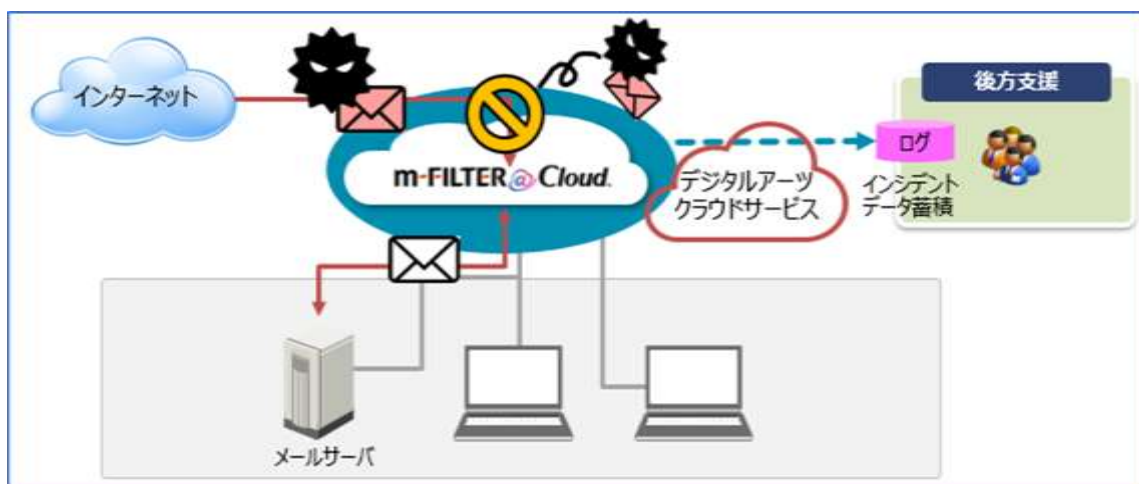 インターネット
後方支援
ログ
m-FILTER@Cloud.
デジタルアーツ
クラウドサービス
インシデント
データ蓄積
メールサーバ